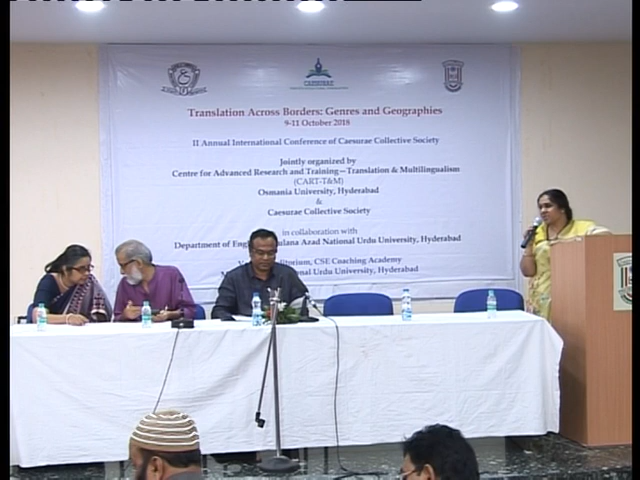 Translation Across Borders: Genres and Geographies
9-11 October 2018
II Annual International Conference of Caesurae Collective Society
Jointly organized by
Centre for Advanced Research and Training—Translation & Multilingualism
(CART-T&M)
Osmania University, Hyderabad
&
Caesurae Collective Society
in collaboration with
Department of Azad National Urdu University, Hyderabad
CSE Coaching Academy
National Urdu University, Hyderabad